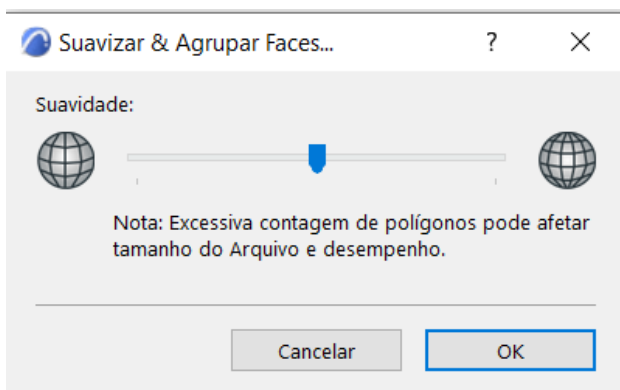 Suavizar & Agrupar Faces...
?
Suavidade:
Nota: Excessiva contagem de polígonos pode afetar
tamanho do Arquivo e desempenho.
Cancelar
OK